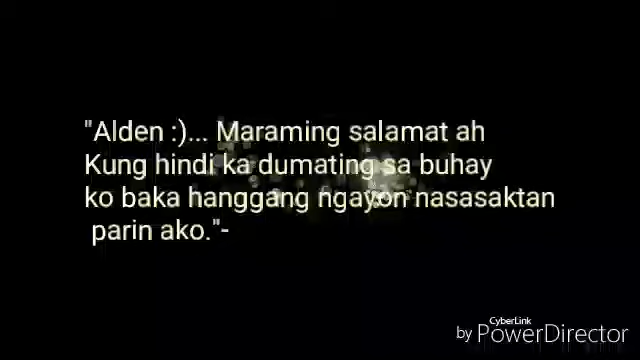 "Alden :)... Maraming salamat ah
Kung hindi ka dumating sa buhay
ko baka hanggang ngayon nasasaktan
parin ako."-
CyberLink
by PowerDirector